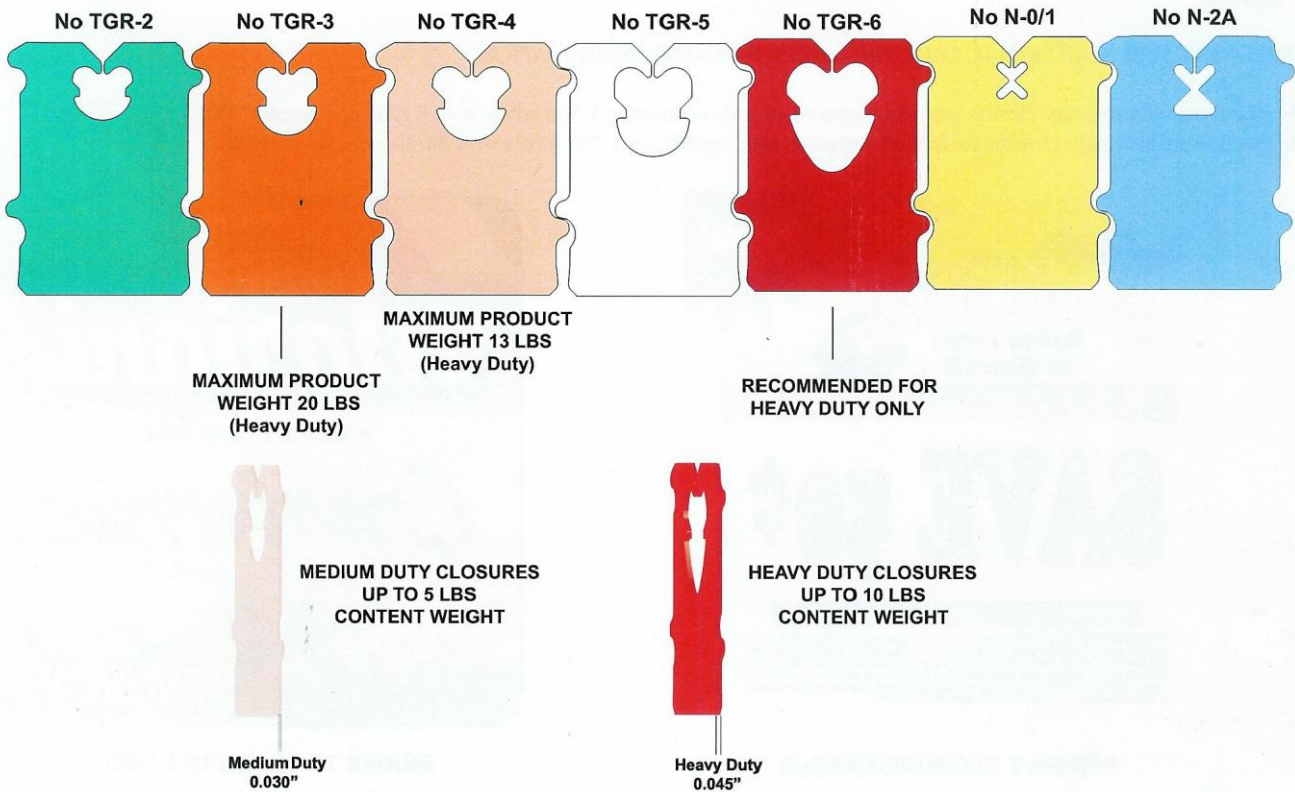 No TGR-2
No TGR-3
No TGR-4
No TGR-5
No TGR-6
No N-0/1
No N-2A
MAXIMUM PRODUCT
WEIGHT 20 LBS
(Heavy Duty)
MAXIMUM PRODUCT
WEIGHT 13 LBS
(Heavy Duty)
RECOMMENDED FOR
HEAVY DUTY ONLY
MEDIUM DUTY CLOSURES
UP TO 5 LBS
CONTENT WEIGHT
HEAVY DUTY CLOSURES
UP TO 10 LBS
CONTENT WEIGHT
Medium Duty
0.030”
Heavy Duty
0.045”